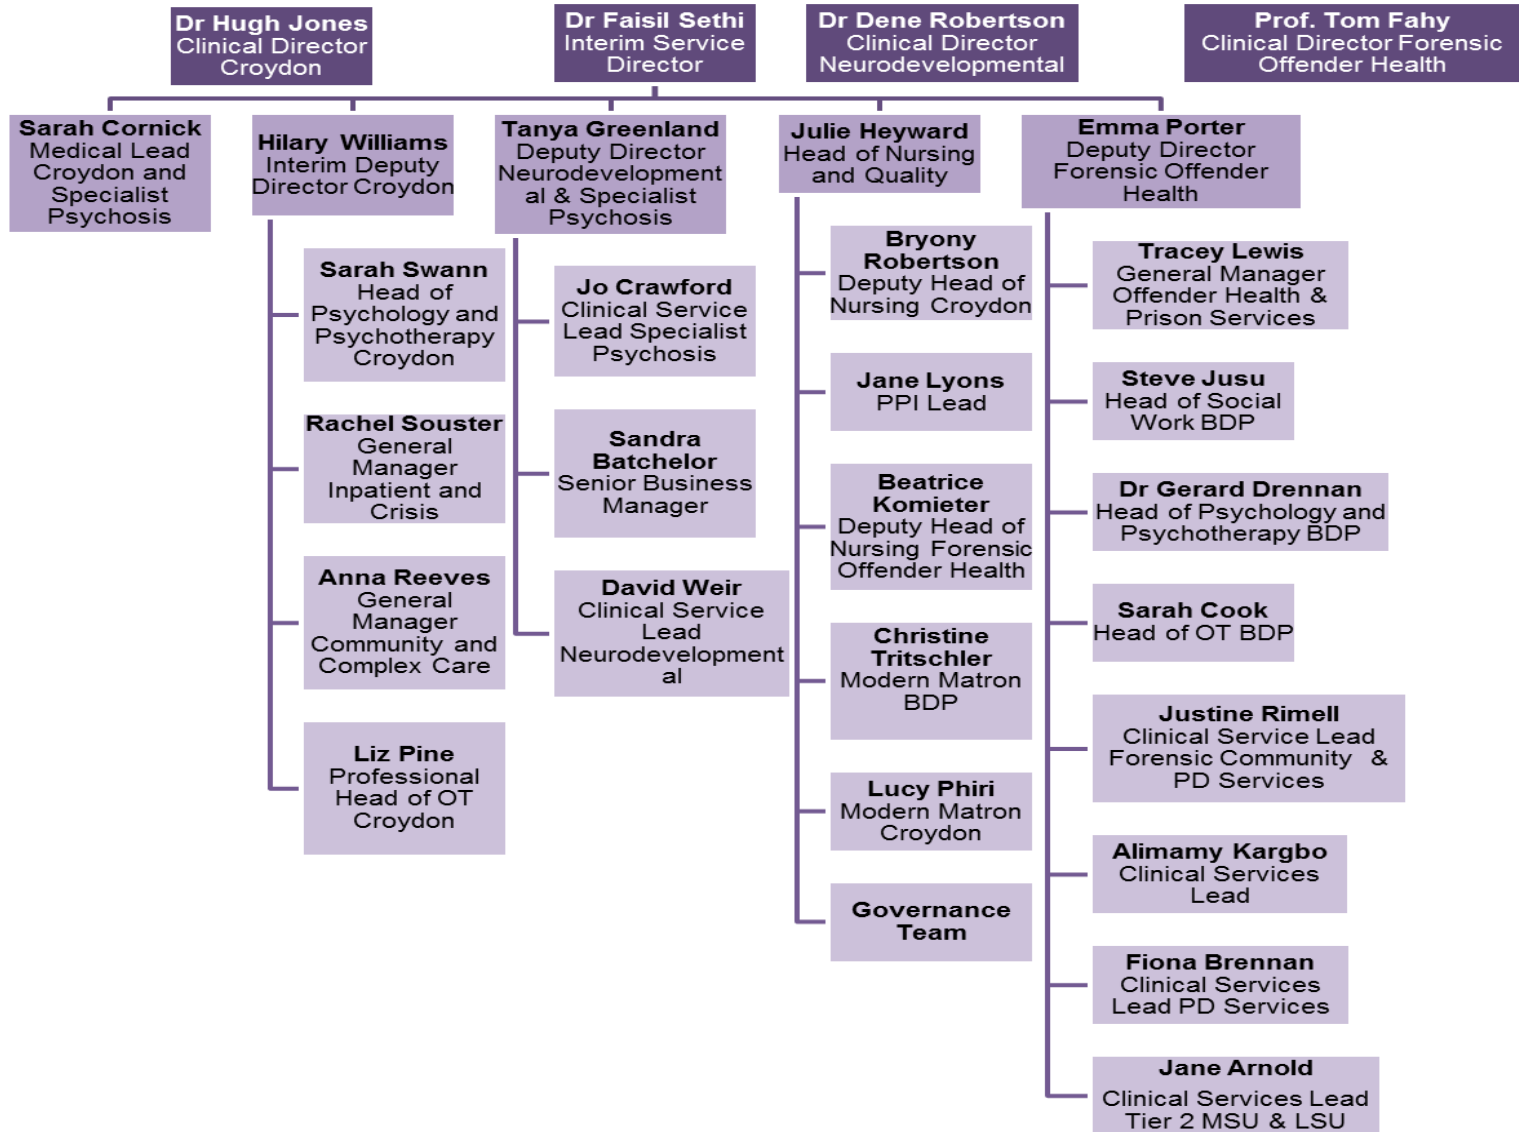 Dr Hugh Jones
Clinical Director
Croydon
Dr Faisil Sethi
Interim Service
Director
Dr Dene Robertson
Clinical Director
Neurodevelopmental
Prof. Tom Fahy
Clinical Director Forensic
Offender Health
Sarah Cornick
Medical Lead
Croydon and
Specialist
Psychosis
Hilary Williams
Interim Deputy
Director Croydon
Sarah Swann
Head of
Psychology and
Psychotherapy
Croydon
Rachel Souster
General
Manager
Inpatient and
Crisis
Anna Reeves
General
Manager
Community and
Complex Care
Liz Pine
Professional
Head of OT
Croydon
Tanya Greenland
Deputy Director
Neurodevelopment
al & Specialist
Psychosis
Jo Crawford
Clinical Service
Lead Specialist
Psychosis
Sandra
Batchelor
Senior Business
Manager
David Weir
Clinical Service
Lead
Neurodevelopment
al
Julie Heyward
Head of Nursing
and Quality
Bryony
Robertson
Deputy Head of
Nursing Croydon
Jane Lyons
PPI Lead
Beatrice
Komieter
Deputy Head of
Nursing Forensic
Offender Health
Christine
Tritschler
Modern Matron
BDP
Lucy Phiri
Modern Matron
Croydon
Governance
Team
Emma Porter
Deputy Director
Forensic Offender
Health
Tracey Lewis
General Manager
Offender Health &
Prison Services
Steve Jusu
Head of Social
Work BDP
Dr Gerard Drennan
Head of Psychology and
Psychotherapy BDP
Sarah Cook
Head of OT BDP
Justine Rimell
Clinical Service Lead
Forensic Community &
PD Services
Alimamy Kargbo
Clinical Services
Lead
Fiona Brennan
Clinical Services
Lead PD Services
Jane Arnold
Clinical Services Lead
Tier 2 MSU & LSU